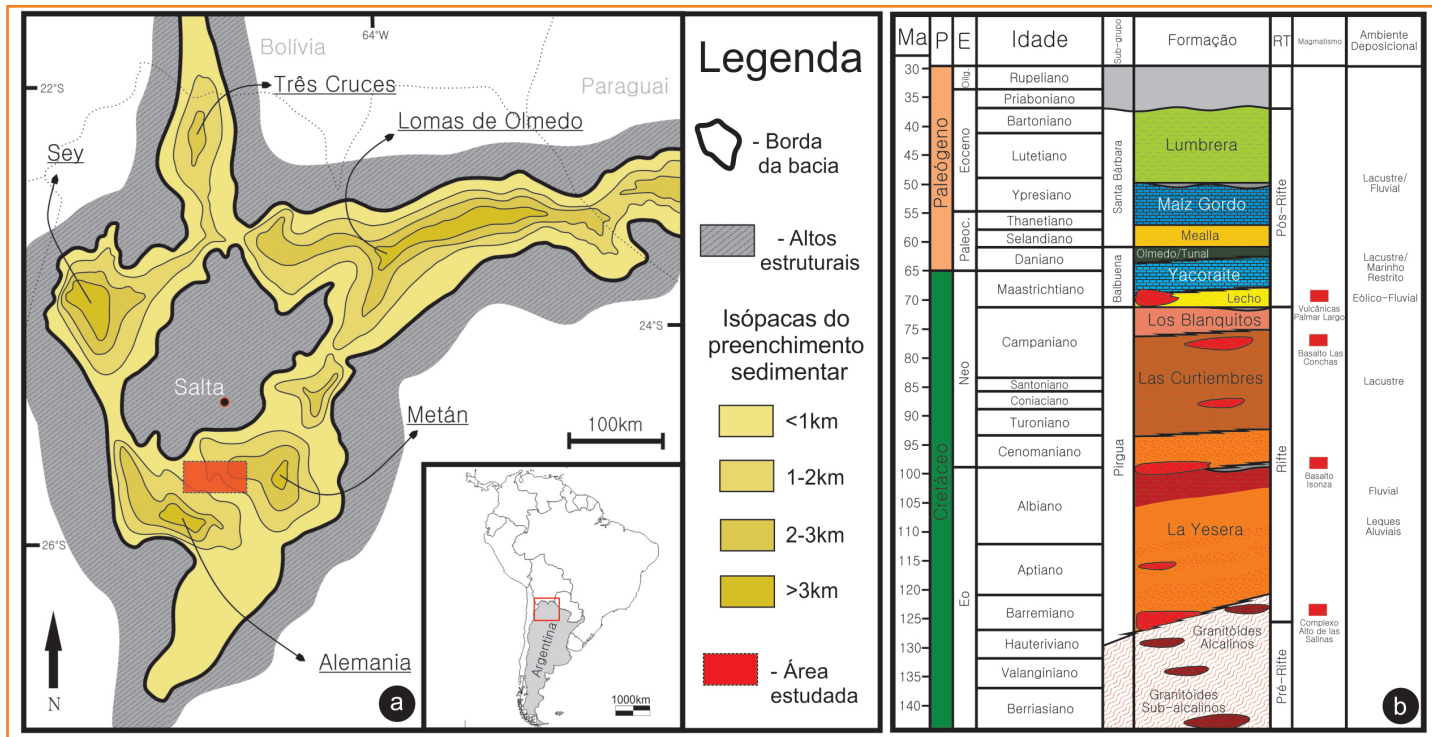 64°W
Bolívia
Três Cruces
22°S
Paraguai
Lomas de Olmedo
Sey
24°S
Salta
Metán
100km
26°S
Alemania
N
a
Argentina
1000km
Legenda
- Borda
da bacia
- Altos
estruturais
Isópacas do
preenchimento
sedimentar
<1km
1-2km
2-3km
>3km
- Área
estudada
Ma
P
E
Idade
Sub-grupo
Formação
RT
Magmatismo
Ambiente
Deposicional
30
35
40
45
50
55
60
65
70
75
80
85
90
95
100
105
110
115
120
125
130
135
140
Paleógeno
Cretáceo
Oilg.
Eoceno
Paleoc.
Neo
Eo
Rupeliano
Priaboniano
Bartoniano
Lutetiano
Ypresiano
Thanetiano
Selandiano
Daniano
Maastrichtiano
Campaniano
Santoniano
Coniaciano
Turoniano
Cenomaniano
Albiano
Aptiano
Barremiano
Hauteriviano
Valanginiano
Berriasiano
Santa Bárbara
Balbuena
Pirgua
Lumbrera
Maíz Gordo
Mealla
Olmedo/Tunal
Yacoraite
Lecho
Los Blanquitos
Las Curtiembres
La Yesera
Granitóides
Alcalinos
Granitóides
Sub-alcalinos
Pós-Rifte
Rifte
Pré-Rifte
Vulcânicas
Palmar Largo
Basalto Las
Conchas
Basalto
Isonza
Complexo
Alto de las
Salinas
Lacustre/
Fluvial
Lacustre/
Marinho
Restrito
Eólico-Fluvial
Lacustre
Fluvial
Leques
Aluviais
b